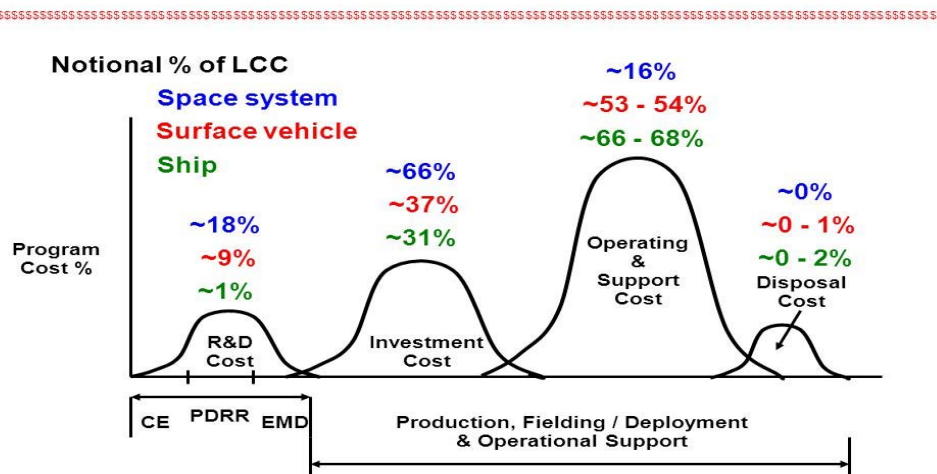 $$$$$$$$$$$$$$$$$$$$$$$$$$$$$$$$$$$$$$$$$$$$$$$$$$$$$$$$$$$$$$$$$$$$$$$$$$$$$$$$$$$$$$$$$$$$$$$$$$$$$$$$$$$$$$$$$$$$$$$$$$$$$$$$$$$$$$
Notional % of LCC
Space system
Surface vehicle
Ship
~18%
~9%
~1%
~66%
~37%
~31%
~16%
~53 - 54%
~66 - 68%
~0%
~0 - 1%
~0 - 2%
Program
Cost %
R&D
Cost
Investment
Cost
Operating
&
Support
Cost
Disposal
Cost
CE
PDRR
EMD
Production, Fielding / Deployment
& Operational Support